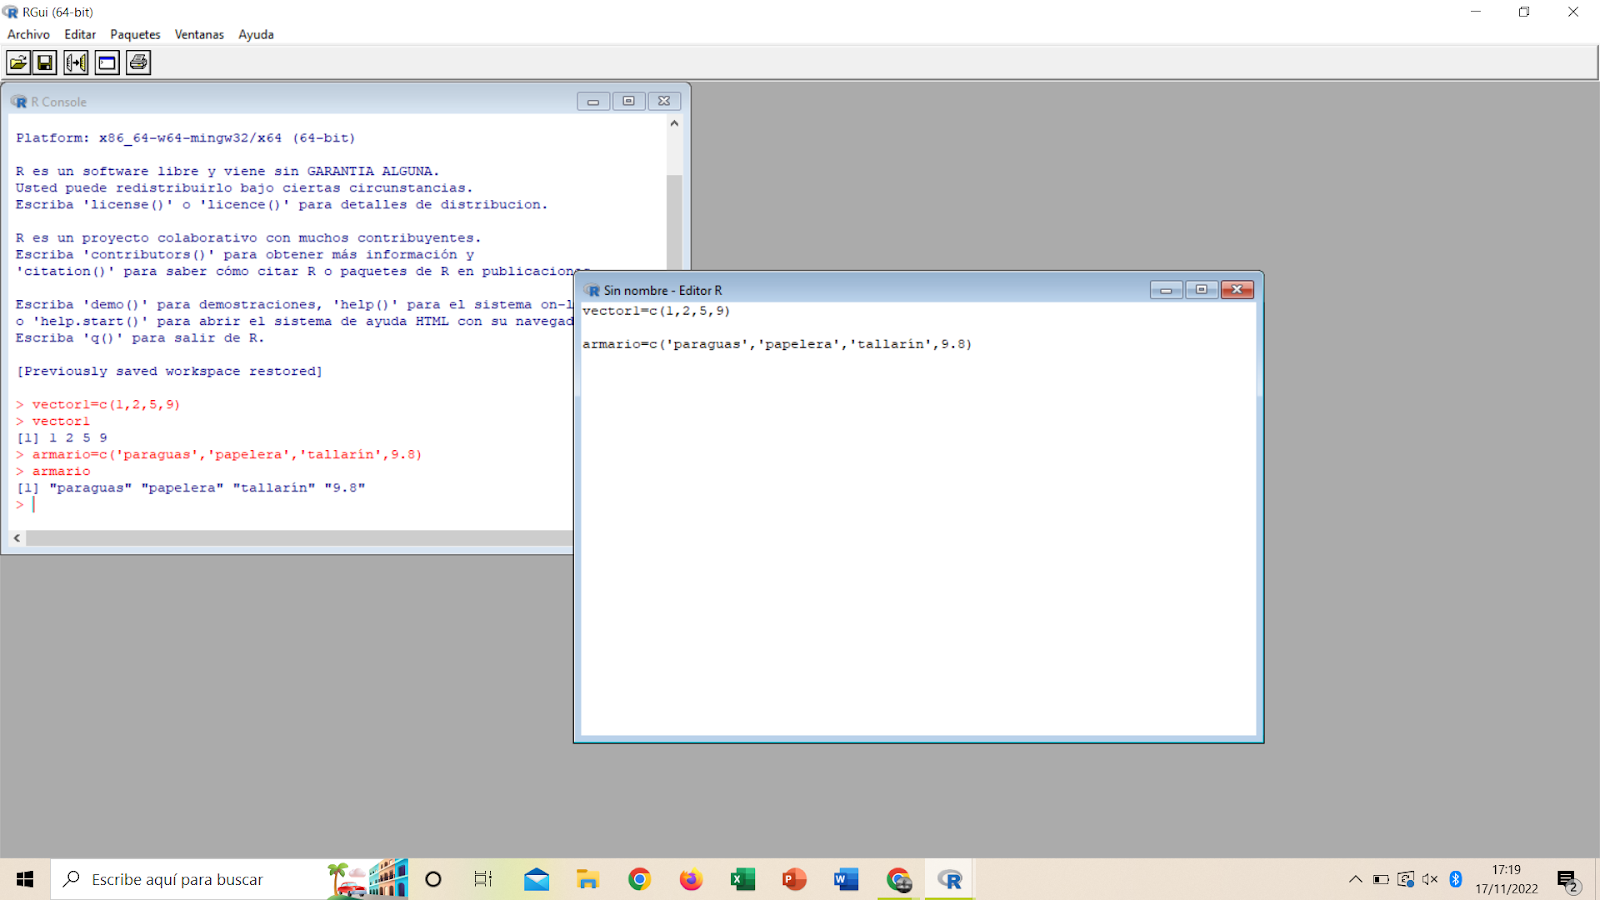 RGui (64-bit)
Archivo Editar Paquetes Ventanas Ayuda
R Console
Platform: x86_64-w64-mingw32/x64 (64-bit)
R es un software libre y viene sin GARANTIA ALGUNA.
Usted puede redistribuirlo bajo ciertas circunstancias.
Escriba 'license()' o 'licence()' para detalles de distribucion.
R es un proyecto colaborativo con muchos contribuyentes.
Escriba 'contributors()' para obtener más información y
'citation()' para saber cómo citar R o paquetes de R en publicaciones
Escriba 'demo()' para demostraciones, 'help()' para el sistema on-l
o 'help.start()' para abrir el sistema de ayuda HTML con su navegad
Escriba 'q()' para salir de R.
[Previously saved workspace restored]
> vector1=c(1,2,5,9)
> vector1
[1] 1 2 5 9
> armario=c('paraguas','papelera','tallarín',9.8)
> armario
[1] "paraguas" "papelera" "tallarín" "9.8"
>
Sin nombre - Editor R
vector1=c(1,2,5,9)
armario=c('paraguas','papelera','tallarín',9.8)
Escribe aquí para buscar
17:19
17/11/2022
2